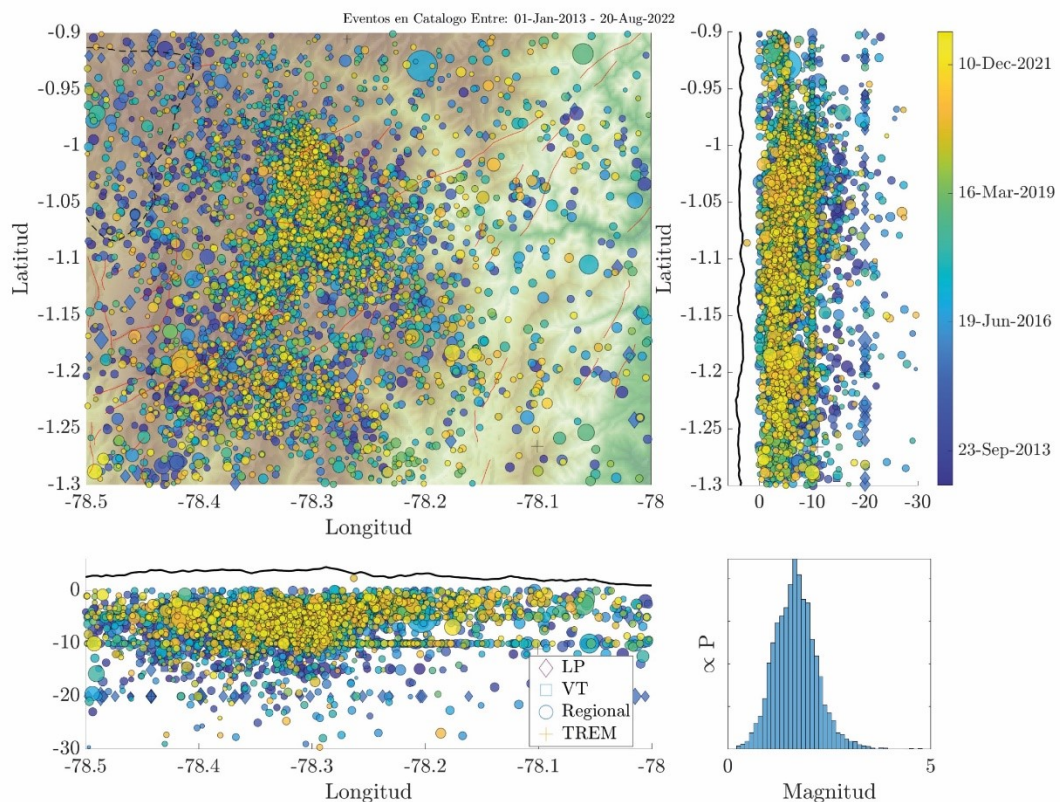 Eventos en Catalogo Entre: 01-Jan-2013 - 20-Aug-2022
-0.9
-0.95
-1
-1.05
-1.1
-1.15
-1.2
-1.25
-1.3
Latitud
-78.5 -78.4 -78.3 -78.2 -78.1 -78
Longitud
-0.9
-0.95
-1
-1.05
-1.1
-1.15
-1.2
-1.25
-1.3
Latitud
0 -10 -20 -30
10-Dec-2021
16-Mar-2019
19-Jun-2016
23-Sep-2013
0
-10
-20
-30
-78.5 -78.4 -78.3 -78.2 -78.1 -78
Longitud
LP
VT
Regional
TREM
∝ P
0 5
Magnitud